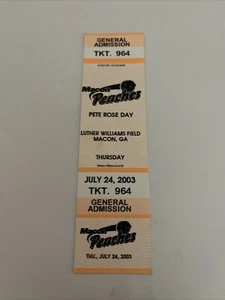 GENERAL
ADMISSION
TKT. 964
Macon
Peaches
PETE ROSE DAY
LUTHER WILLIAMS FIELD
MACON, GA
THURSDAY
JULY 24, 2003
TKT. 964
GENERAL
ADMISSION
Macon
Peaches
THU., JULY 24, 2003